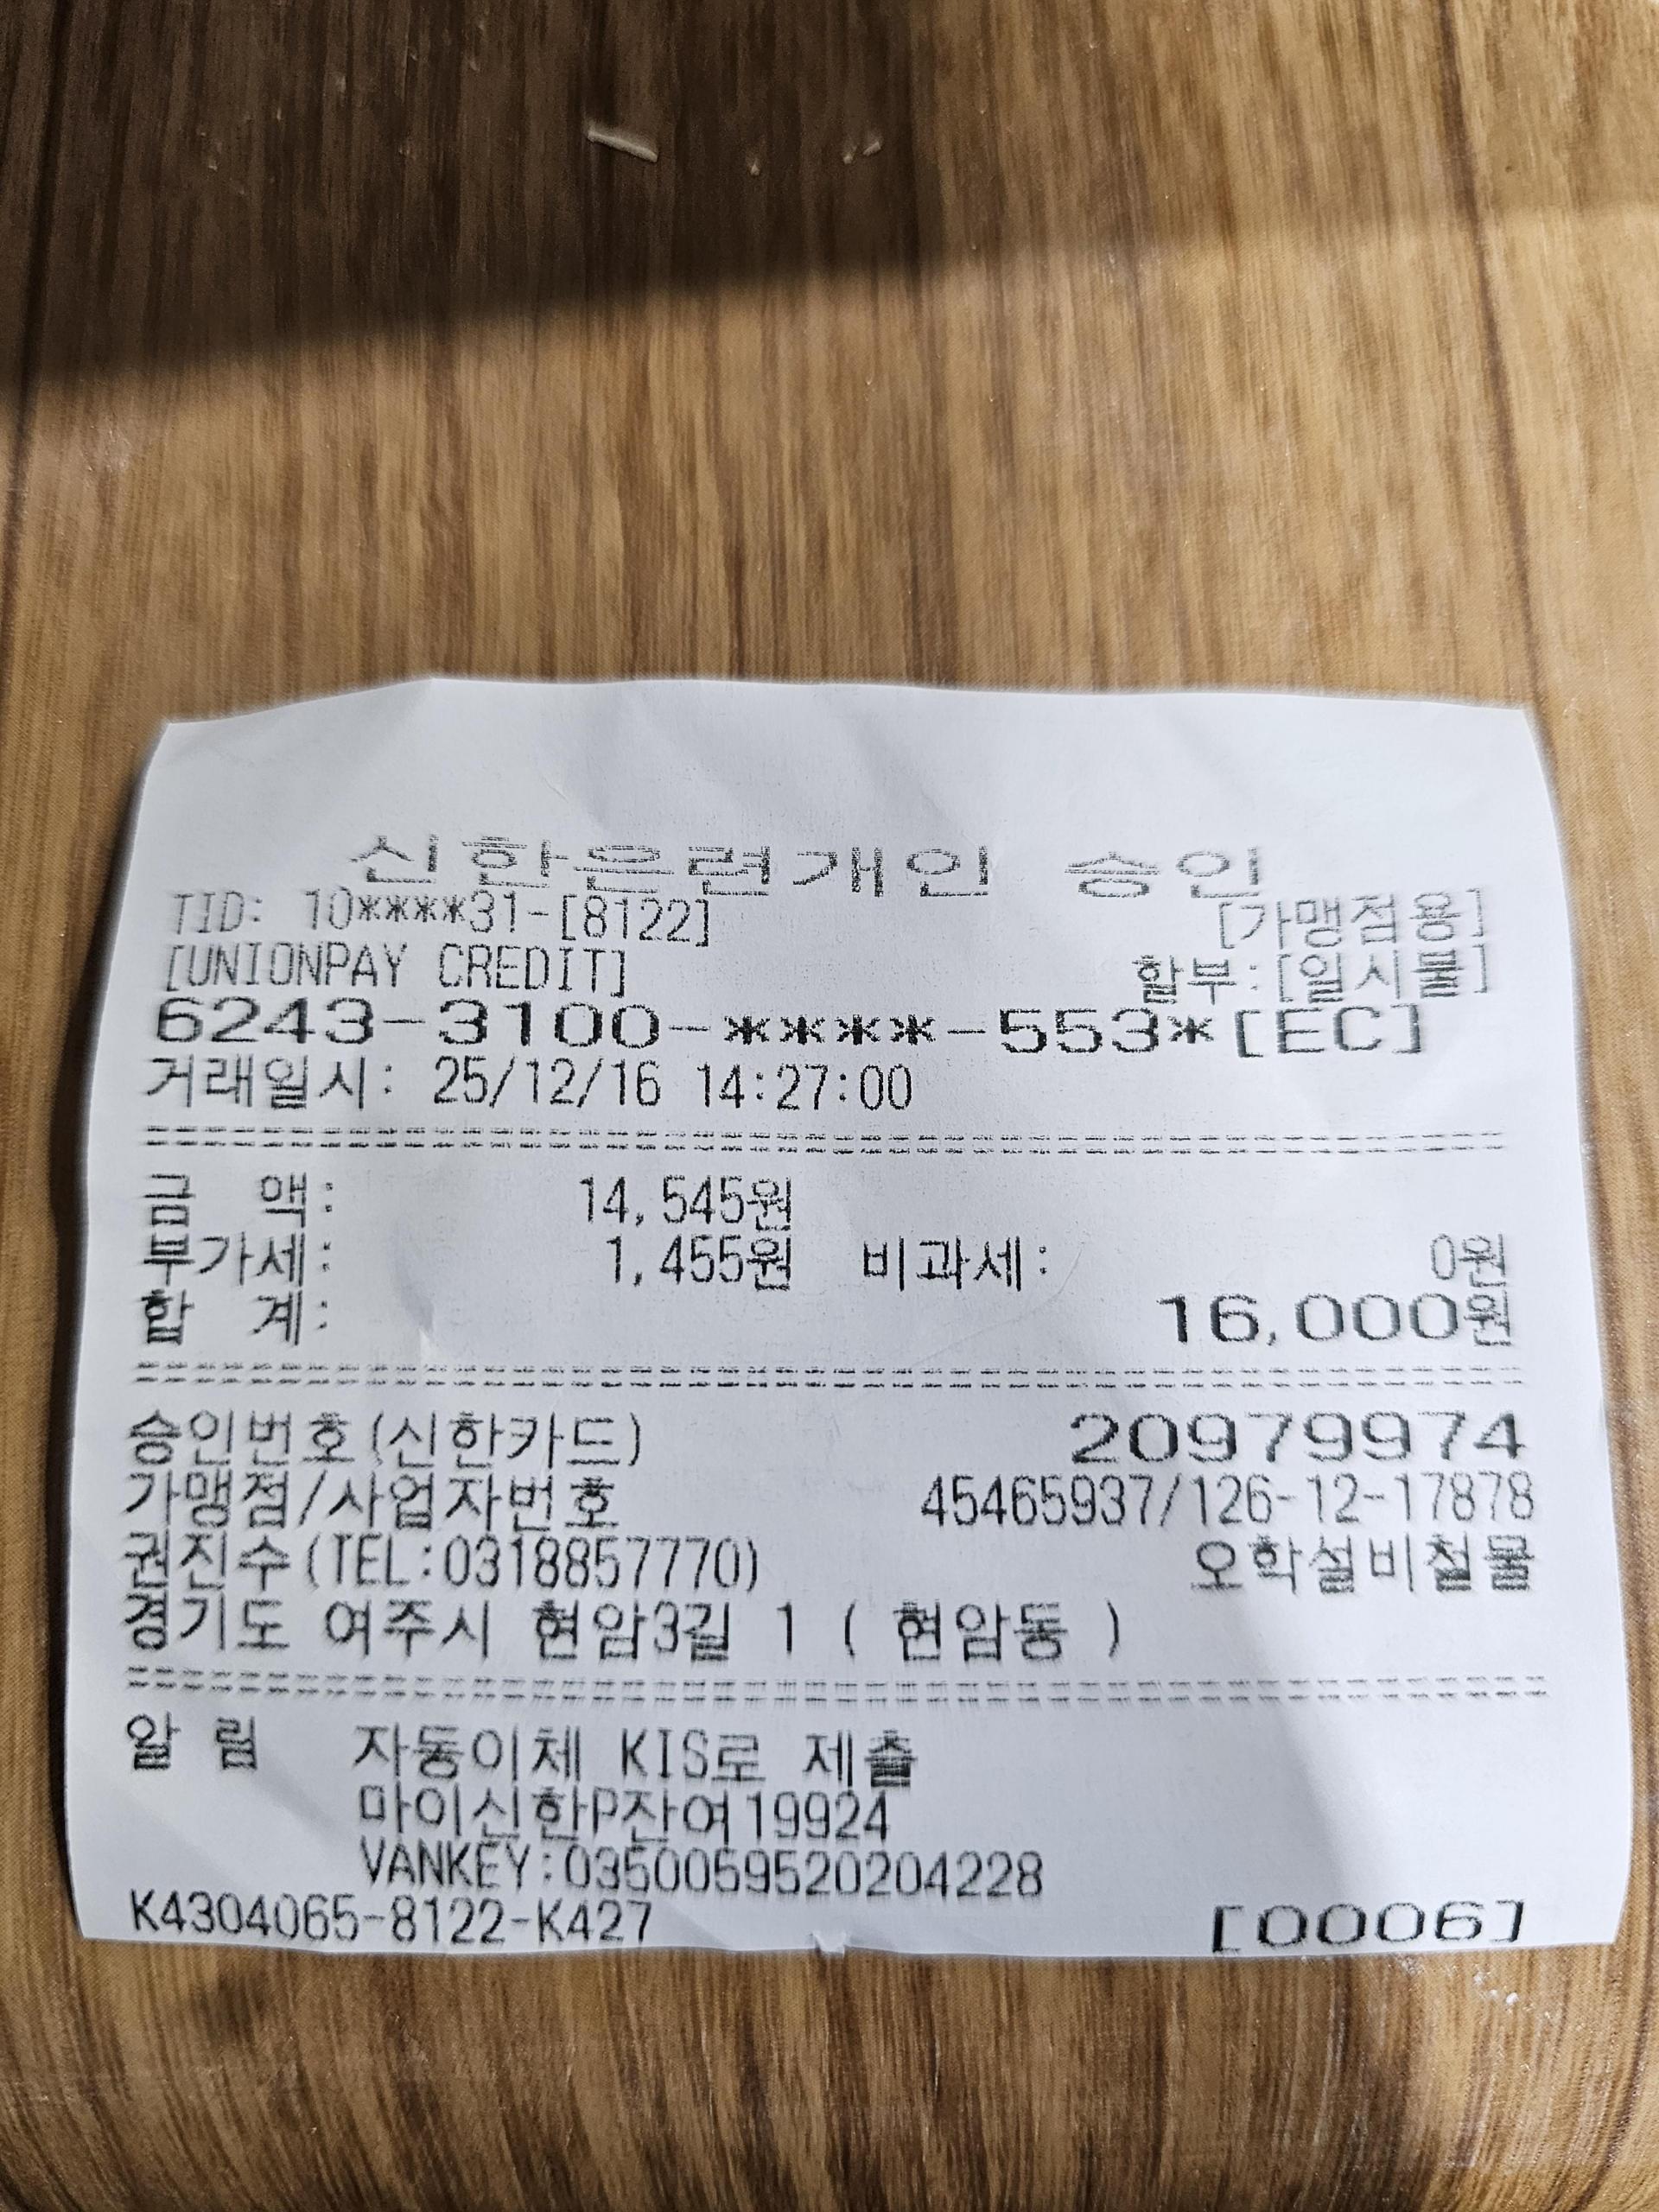 신한은련개인 승인
TID: 10****31-[8122] [가맹점용]
[UNIONPAY CREDIT] 할부:[일시불]
6243-3100-****-553*[EC]
거래일시: 25/12/16 14:27:00
금 액: 14,545원
부가세: 1,455원 비과세: 0원
합 계: 16,000원
승인번호(신한카드) 20979974
가맹점/사업자번호 45465937/126-12-17878
권진수(TEL:0318857770) 오학설비철물
경기도 여주시 현암3길 1 ( 현암동 )
알 림 자동이체 KIS로 제출
마이신한P잔여19924
VANKEY:0350059520204228
K4304065-8122-K427 [0006]